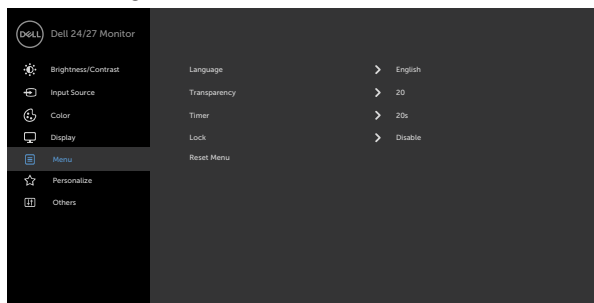 DELL
Dell 24/27 Monitor
Brightness/Contrast
Input Source
Color
Display
Menu
Personalize
Others
Language English
Transparency 20
Timer 20s
Lock Disable
Reset Menu